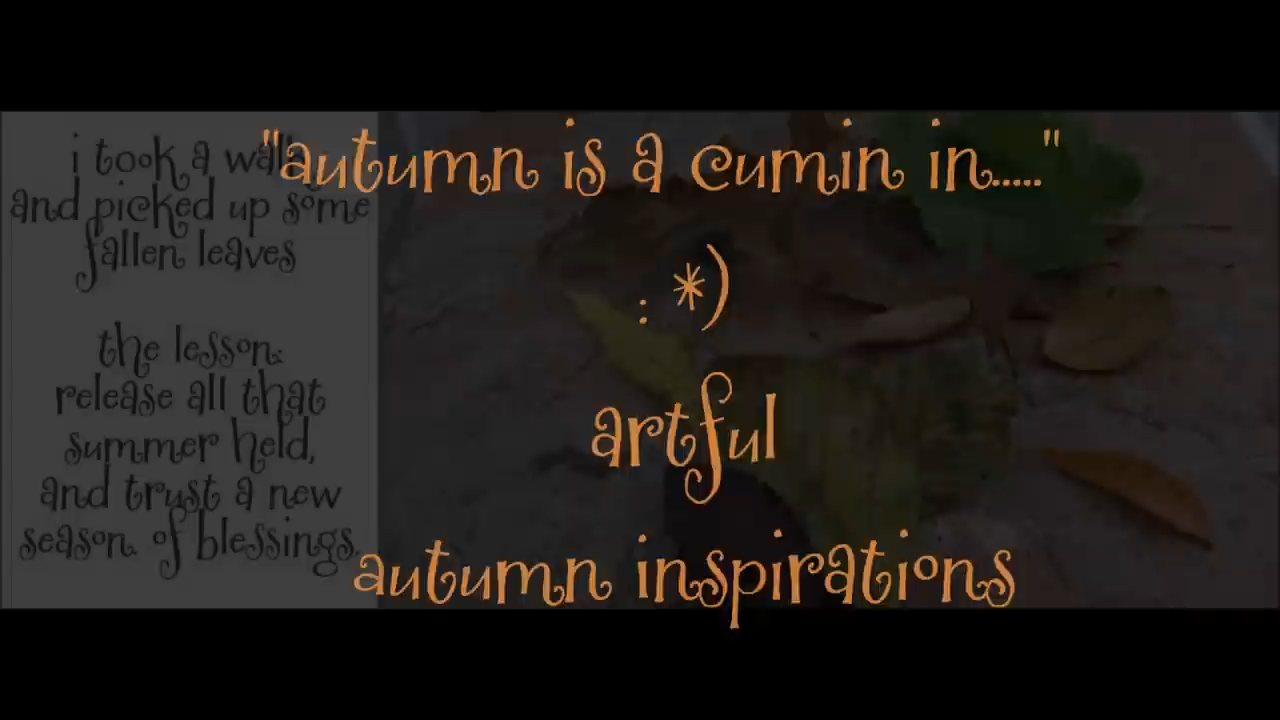 "autumn is a cumin in....."
: *)
artful
autumn inspirations
i took a walk
and picked up some
fallen leaves
the lesson:
release all that
summer held,
and trust a new
season of blessings.